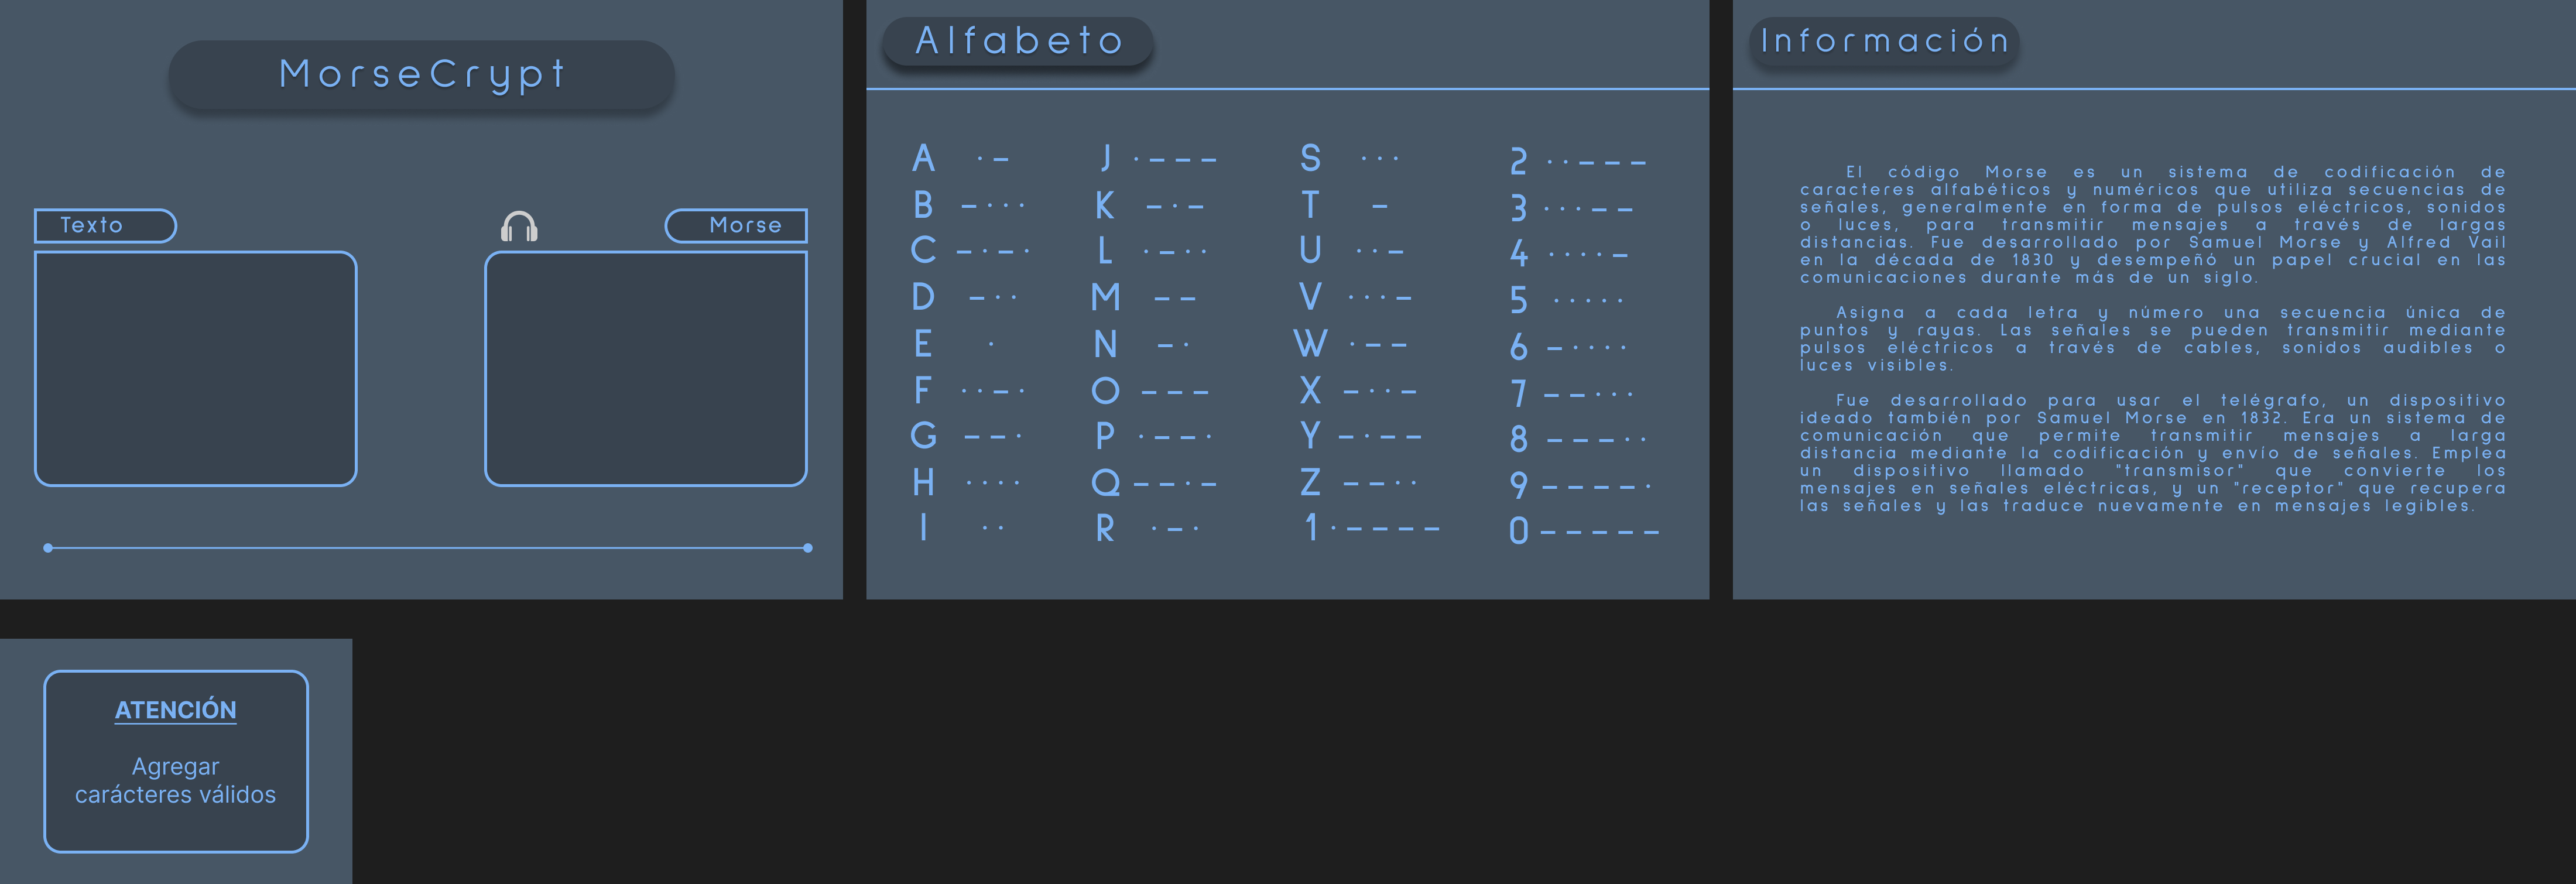 MorseCrypt
Texto
Morse
Alfabeto
A · –
B – · · ·
C – · – ·
D – · ·
E ·
F · · – ·
G – – ·
H · · · ·
I · ·
J · – – –
K – · –
L · – · ·
M – –
N – ·
O – – –
P · – – ·
Q – – · –
R · – ·
S · · ·
T –
U · · –
V · · · –
W · – –
X – · · –
Y – · – –
Z – – · ·
1 · – – – –
2 · · – – –
3 · · · – –
4 · · · · –
5 · · · · ·
6 – · · · ·
7 – – · · ·
8 – – – · ·
9 – – – – ·
0 – – – – –
Información
El código Morse es un sistema de codificación de
caracteres alfabéticos y numéricos que utiliza secuencias de
señales, generalmente en forma de pulsos eléctricos, sonidos
o luces, para transmitir mensajes a través de largas
distancias. Fue desarrollado por Samuel Morse y Alfred Vail
en la década de 1830 y desempeñó un papel crucial en las
comunicaciones durante más de un siglo.
Asigna a cada letra y número una secuencia única de
puntos y rayas. Las señales se pueden transmitir mediante
pulsos eléctricos a través de cables, sonidos audibles o
luces visibles.
Fue desarrollado para usar el telégrafo, un dispositivo
ideado también por Samuel Morse en 1832. Era un sistema de
comunicación que permite transmitir mensajes a larga
distancia mediante la codificación y envío de señales. Emplea
un dispositivo llamado "transmisor" que convierte los
mensajes en señales eléctricas, y un "receptor" que recupera
las señales y las traduce nuevamente en mensajes legibles.
ATENCIÓN
Agregar
carácteres válidos